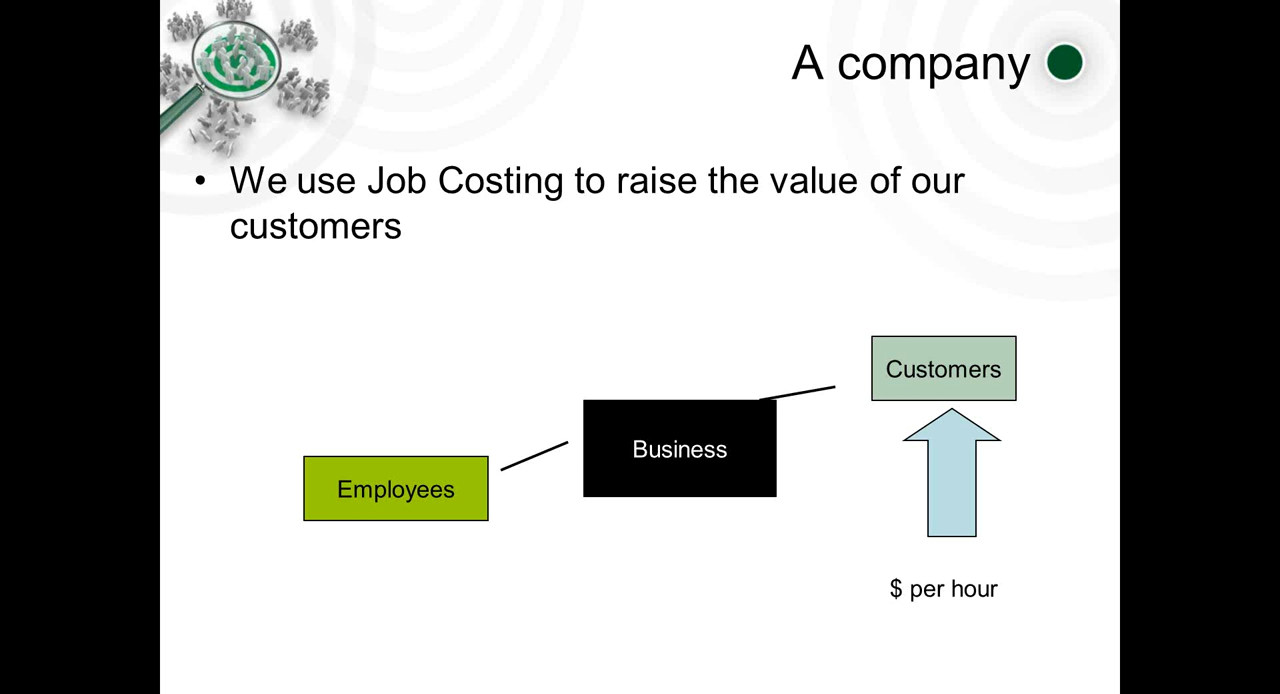 A company
• We use Job Costing to raise the value of our
customers
Customers
Business
Employees
$ per hour